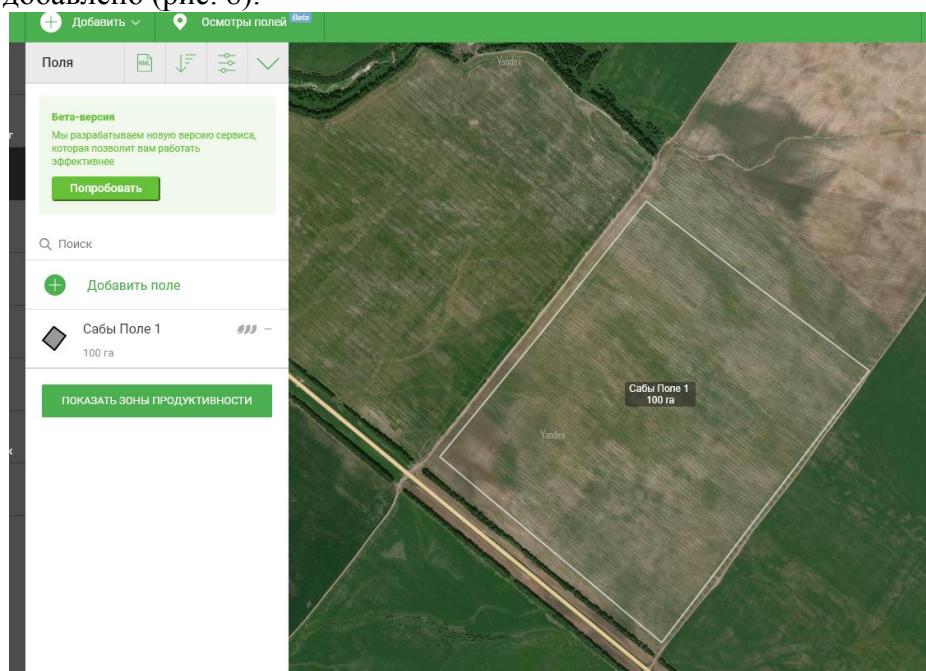 добавлено (рис. 8).
Добавить
Осмотры полей Beta
Поля
KML
Бета-версия
Мы разрабатываем новую версию сервиса,
которая позволит вам работать
эффективнее
Попробовать
Поиск
Добавить поле
Сабы Поле 1
100 га
ПОКАЗАТЬ ЗОНЫ ПРОДУКТИВНОСТИ
Yandex
Сабы Поле 1
100 га
Yandex